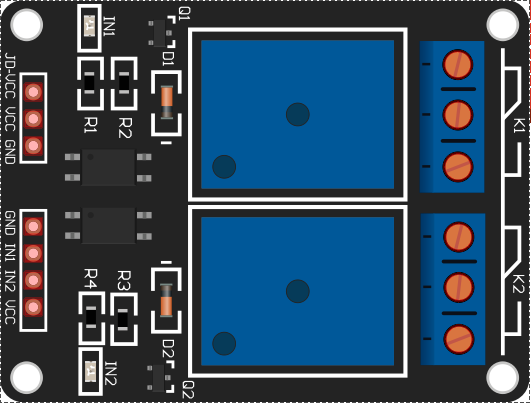 Q1
IN1
D1
JD-VCC VCC GND
R1
R2
K1
GND IN1 IN2 VCC
R4
R3
K2
D2
IN2
Q2